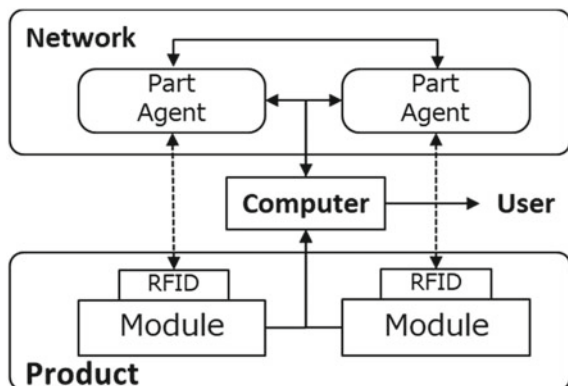 Network
Part
Agent
Part
Agent
Computer
User
RFID
Module
RFID
Module
Product